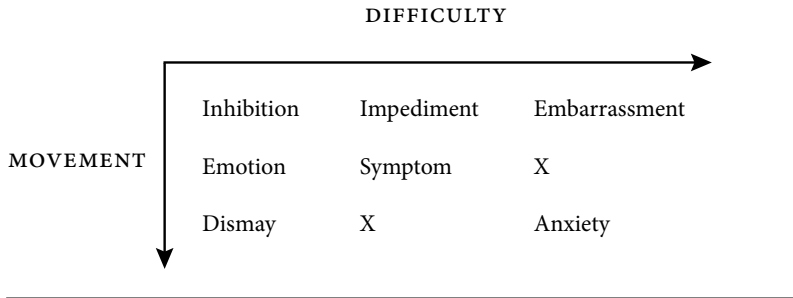 DIFFICULTY
Inhibition Impediment Embarrassment
MOVEMENT
Emotion Symptom X
Dismay X Anxiety